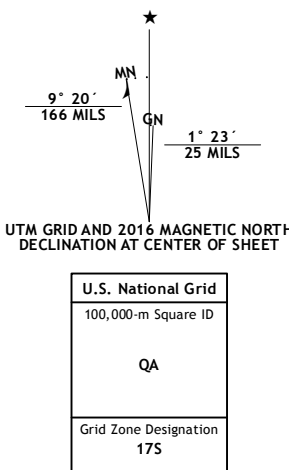 ★
MN
GN
9° 20´
166 MILS
1° 23´
25 MILS
UTM GRID AND 2016 MAGNETIC NORTH
DECLINATION AT CENTER OF SHEET
U.S. National Grid
100,000-m Square ID
QA
Grid Zone Designation
17S